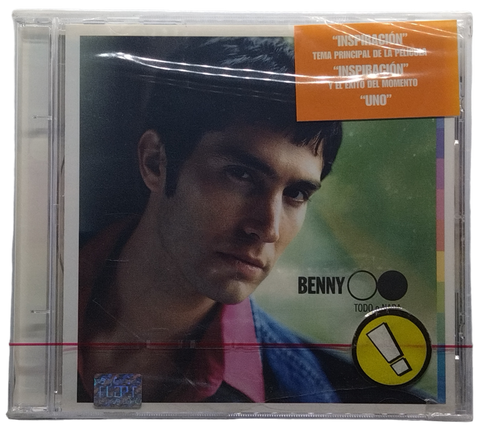 "INSPIRACIÓN"
TEMA PRINCIPAL DE LA PELÍCULA
"INSPIRACIÓN"
Y EL ÉXITO DEL MOMENTO
"UNO"
BENNY
TODO o NADA